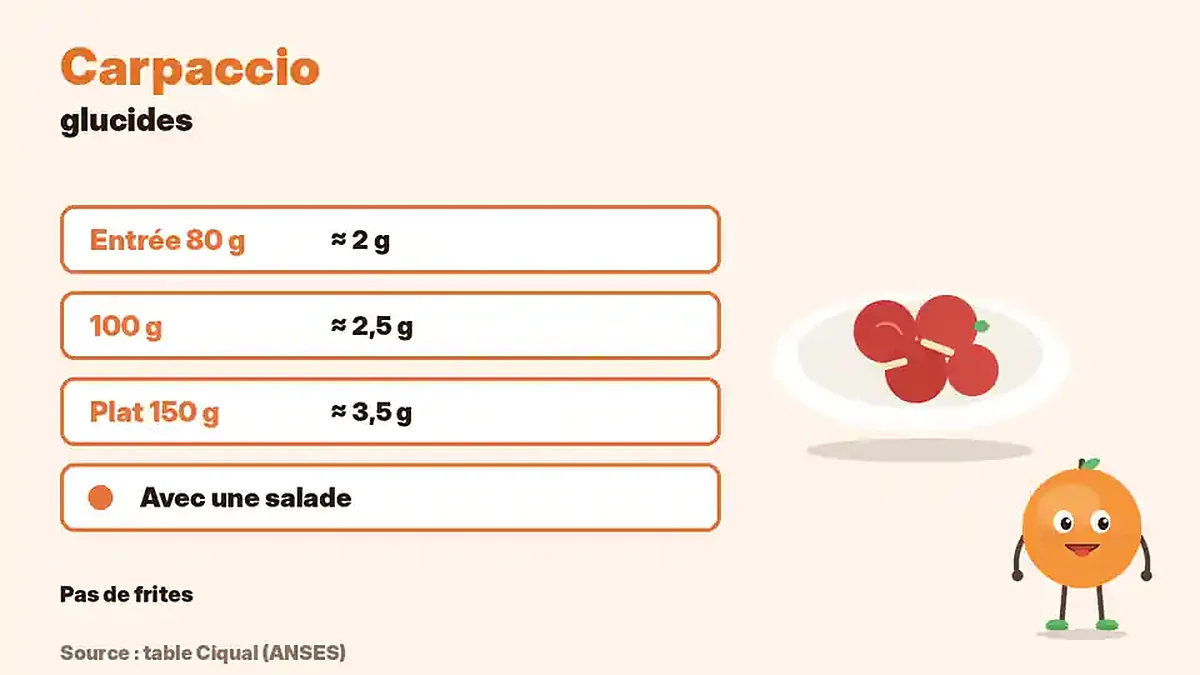 Carpaccio
glucides
Entrée 80 g ≈ 2 g
100 g ≈ 2,5 g
Plat 150 g ≈ 3,5 g
Avec une salade
Pas de frites
Source : table Ciqual (ANSES)